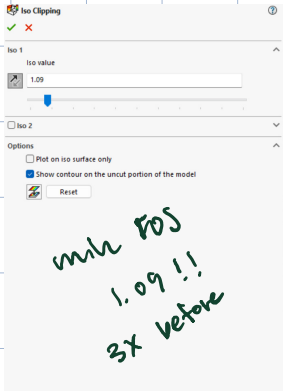 Iso Clipping
Iso 1
Iso value
1.09
Iso 2
Options
Plot on iso surface only
Show contour on the uncut portion of the model
Reset
min FOS
1.09!!
3x before